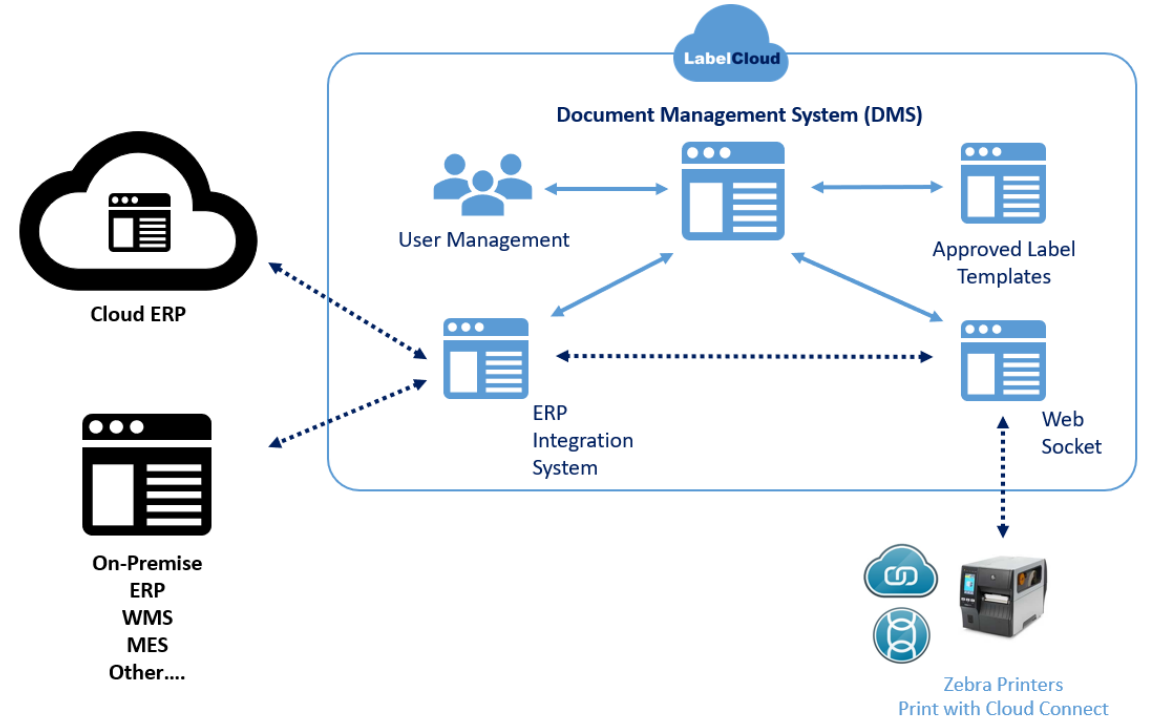 LabelCloud
Document Management System (DMS)
User Management
Approved Label
Templates
Cloud ERP
ERP
Integration
System
Web
Socket
On-Premise
ERP
WMS
MES
Other....
Zebra Printers
Print with Cloud Connect